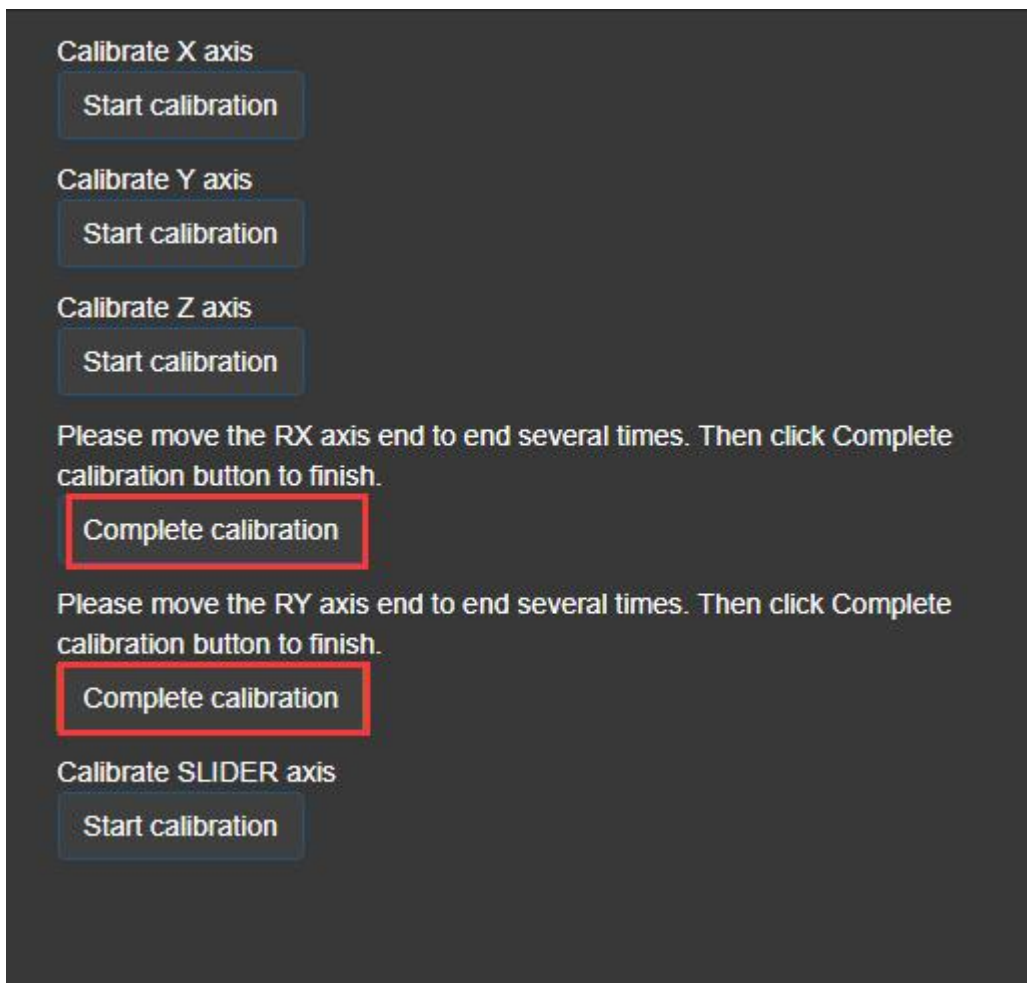 Calibrate X axis
Start calibration
Calibrate Y axis
Start calibration
Calibrate Z axis
Start calibration
Please move the RX axis end to end several times. Then click Complete
calibration button to finish.
Complete calibration
Please move the RY axis end to end several times. Then click Complete
calibration button to finish.
Complete calibration
Calibrate SLIDER axis
Start calibration